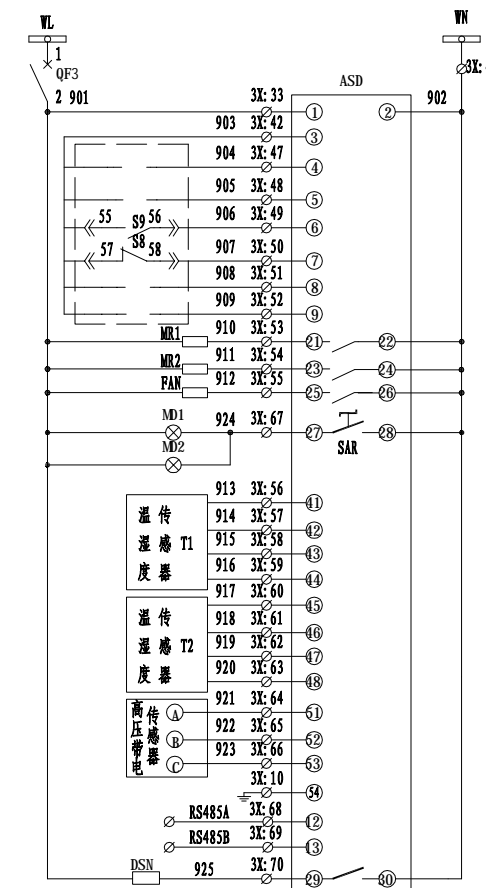 WL WN
1
QF3 3X:
2 901 ASD 902
3X: 33 1 2
903 3X: 42 3
904 3X: 47 4
905 3X: 48 5
55 S9 56 906 3X: 49 6
57 S8 58 907 3X: 50 7
908 3X: 51 8
909 3X: 52 9
MR1 910 3X: 53 21 22
MR2 911 3X: 54 23 24
FAN 912 3X: 55 25 26
MD1 924 3X: 67 27 28
MD2 SAR
913 3X: 56 41
914 3X: 57 42
915 3X: 58 43
916 3X: 59 44
温 传
湿 感 T1
度 器
917 3X: 60 45
918 3X: 61 46
919 3X: 62 47
920 3X: 63 48
温 传
湿 感 T2
度 器
高压带电
传感器
A 921 3X: 64 51
B 922 3X: 65 52
C 923 3X: 66 53
3X: 10 54
RS485A 3X: 68 12
RS485B 3X: 69 13
DSN 925 3X: 70 29 30